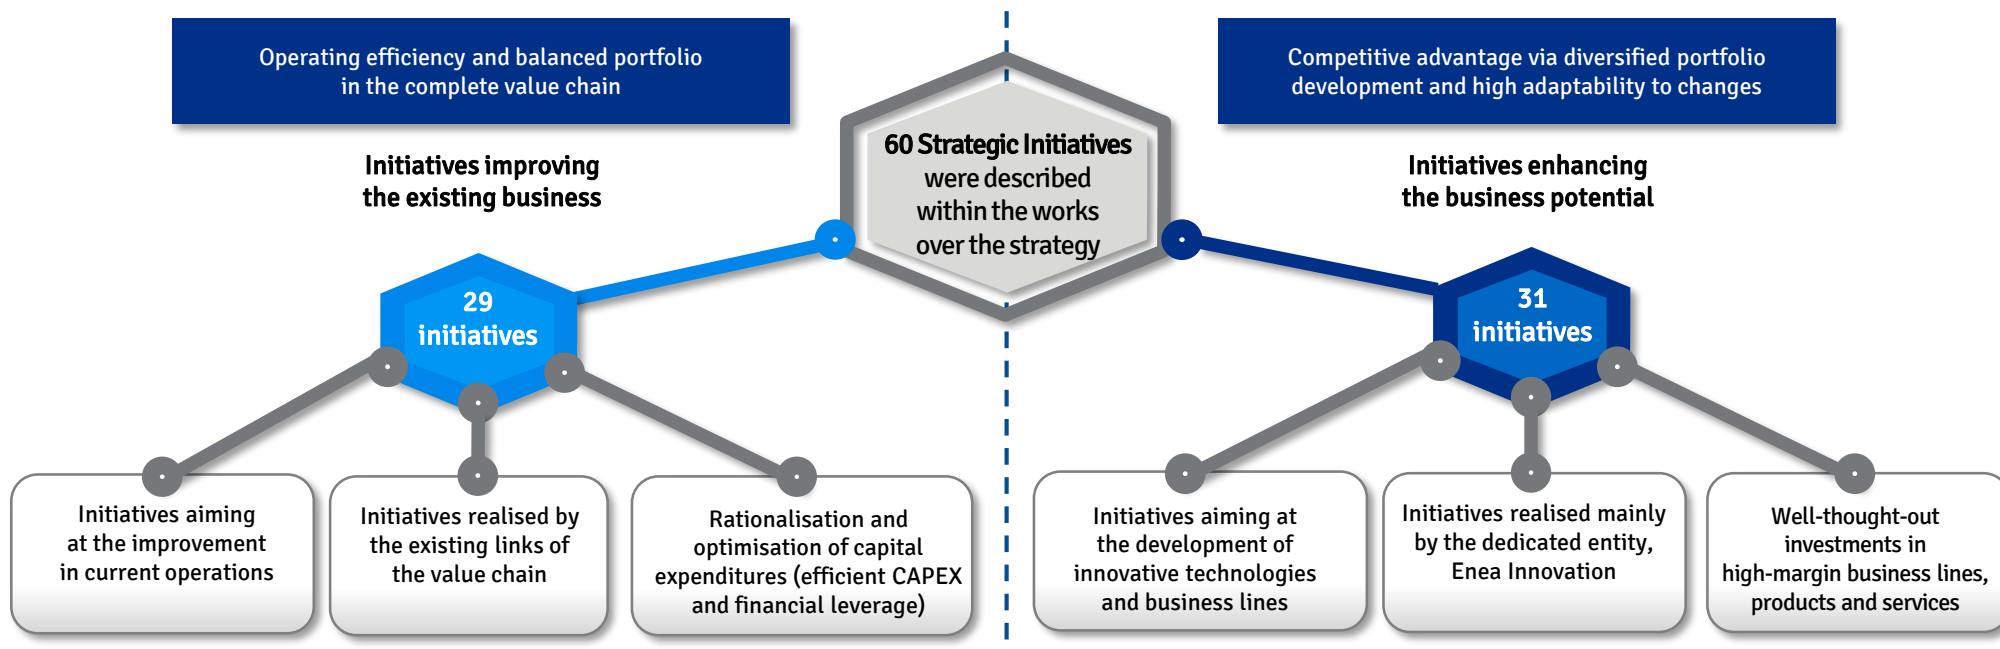 Operating efficiency and balanced portfolio
in the complete value chain
Initiatives improving
the existing business
60 Strategic Initiatives
were described
within the works
over the strategy
Competitive advantage via diversified portfolio
development and high adaptability to changes
Initiatives enhancing
the business potential
29
initiatives
31
initiatives
Initiatives aiming
at the improvement
in current operations
Initiatives realised by
the existing links of
the value chain
Rationalisation and
optimisation of capital
expenditures (efficient CAPEX
and financial leverage)
Initiatives aiming at
the development of
innovative technologies
and business lines
Initiatives realised mainly
by the dedicated entity,
Enea Innovation
Well-thought-out
investments in
high-margin business lines,
products and services